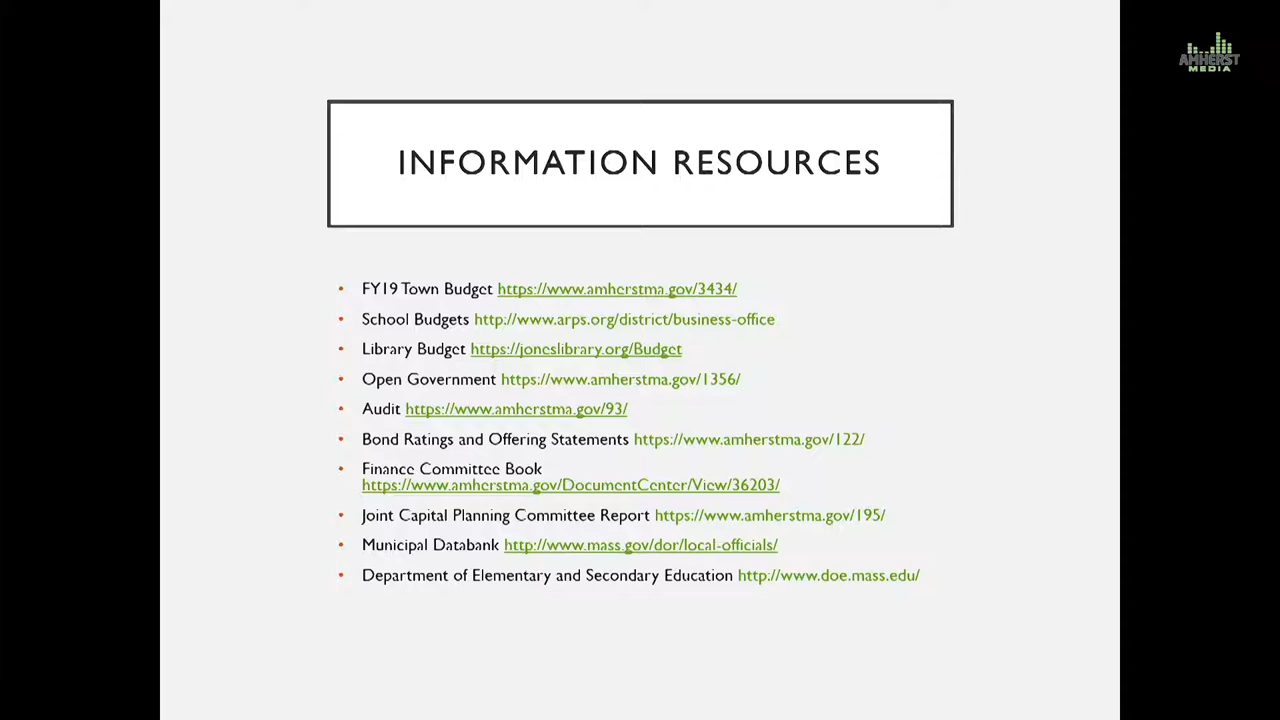 AMHERST
MEDIA
INFORMATION RESOURCES
• FY19 Town Budget https://www.amherstma.gov/3434/
• School Budgets http://www.arps.org/district/business-office
• Library Budget https://joneslibrary.org/Budget
• Open Government https://www.amherstma.gov/1356/
• Audit https://www.amherstma.gov/93/
• Bond Ratings and Offering Statements https://www.amherstma.gov/122/
• Finance Committee Book
https://www.amherstma.gov/DocumentCenter/View/36203/
• Joint Capital Planning Committee Report https://www.amherstma.gov/195/
• Municipal Databank http://www.mass.gov/dor/local-officials/
• Department of Elementary and Secondary Education http://www.doe.mass.edu/